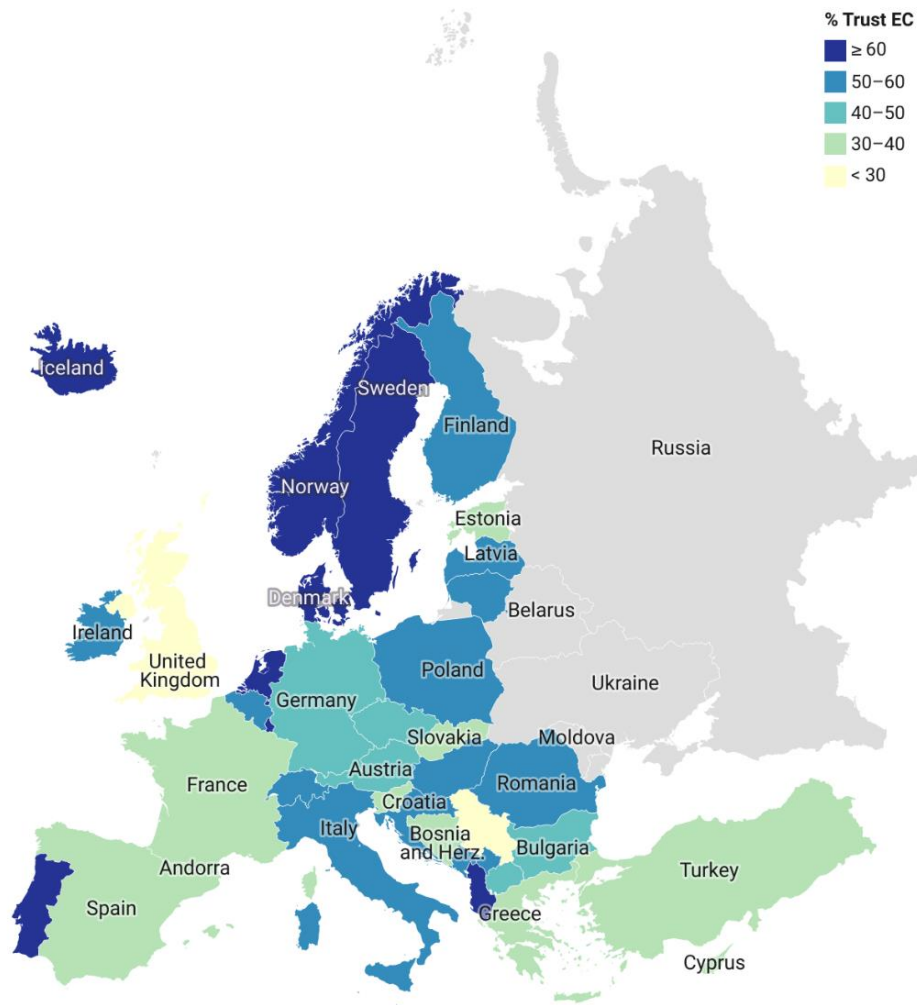 % Trust EC
≥ 60
50–60
40–50
30–40
< 30
Iceland
Sweden
Finland
Norway
Russia
Estonia
Latvia
Denmark
Belarus
Ireland
United
Kingdom
Poland
Germany
Ukraine
Slovakia
Moldova
Austria
France
Romania
Croatia
Italy
Bosnia
and Herz.
Bulgaria
Andorra
Turkey
Spain
Greece
Cyprus